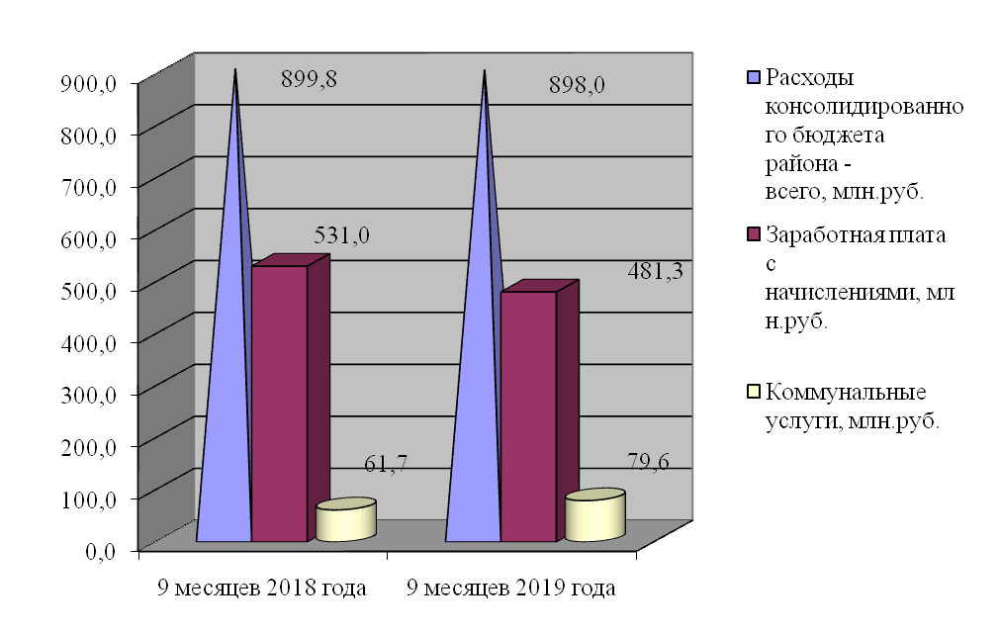 900,0
800,0
700,0
600,0
500,0
400,0
300,0
200,0
100,0
0,0
899,8
898,0
531,0
481,3
61,7
79,6
9 месяцев 2018 года
9 месяцев 2019 года
Расходы
консолидированно
го бюджета
района -
всего, млн.руб.
Заработная плата
с
начислениями, мл
н.руб.
Коммунальные
услуги, млн.руб.